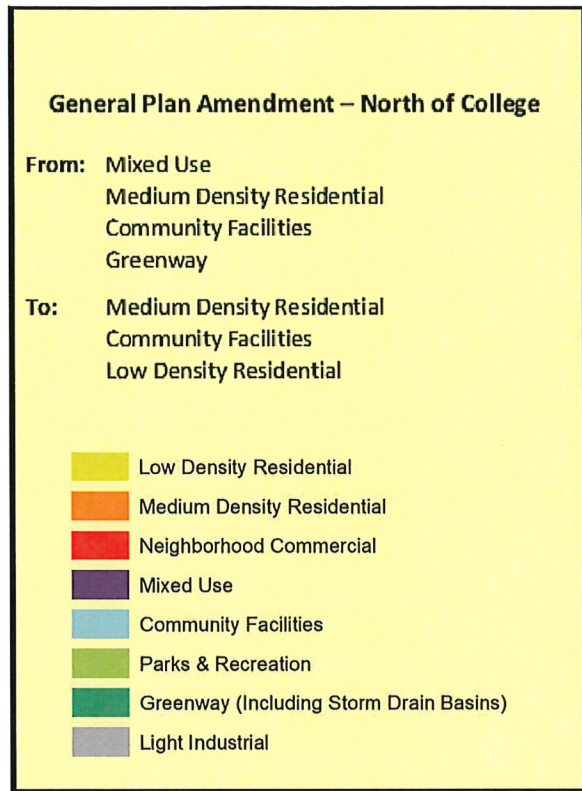 General Plan Amendment – North of College
From: Mixed Use
Medium Density Residential
Community Facilities
Greenway
To: Medium Density Residential
Community Facilities
Low Density Residential
Low Density Residential
Medium Density Residential
Neighborhood Commercial
Mixed Use
Community Facilities
Parks & Recreation
Greenway (Including Storm Drain Basins)
Light Industrial